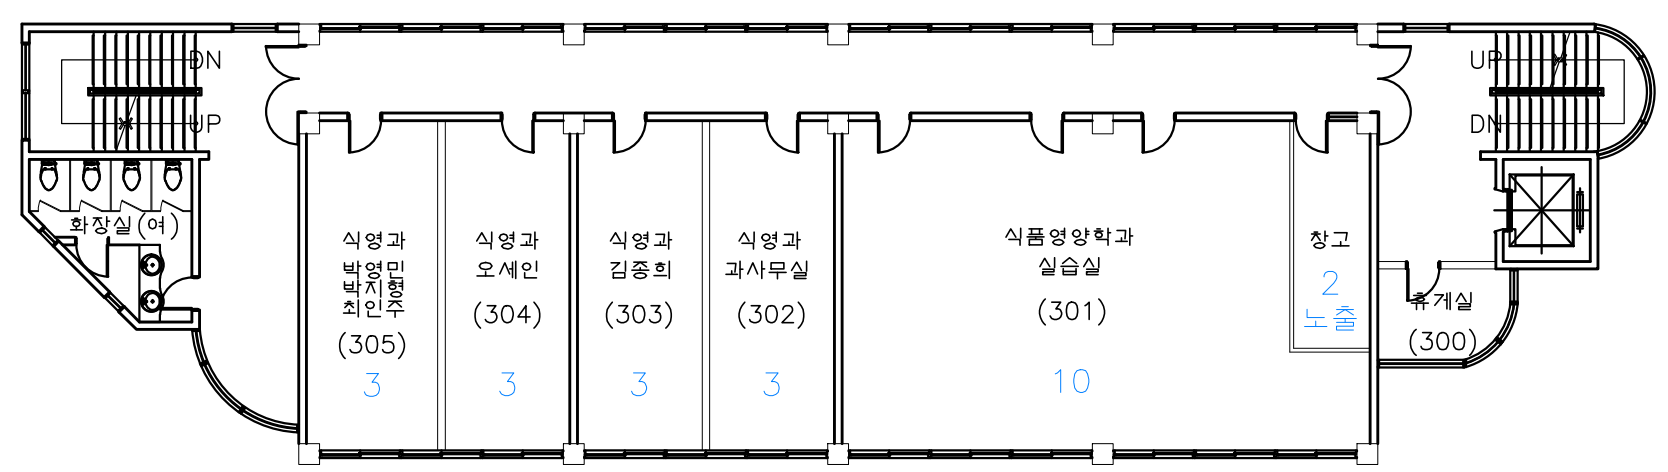 DN
UP
UP
DN
화장실(여)
식영과
박영민
박지형
최인주
(305)
3
식영과
오세인
(304)
3
식영과
김종희
(303)
3
식영과
과사무실
(302)
3
식품영양학과
실습실
(301)
10
창고
2
노출
휴게실
(300)